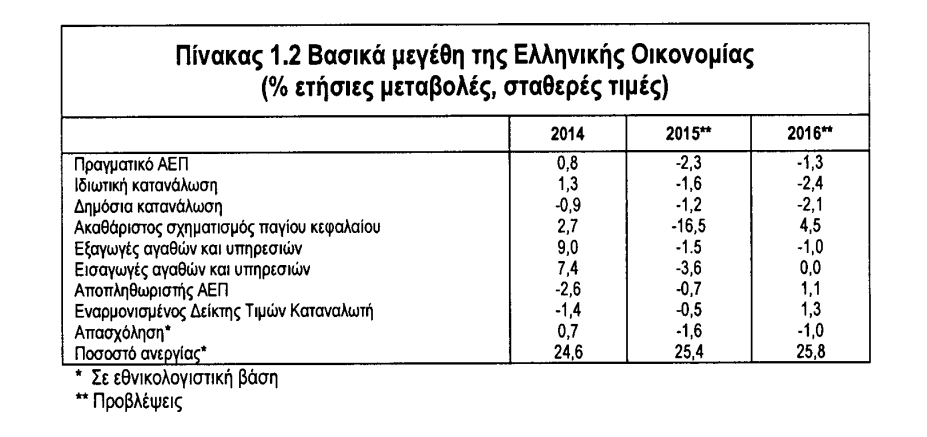 Πίνακας 1.2 Βασικά μεγέθη της Ελληνικής Οικονομίας
(% ετήσιες μεταβολές, σταθερές τιμές)
2014 2015** 2016**
Πραγματικό ΑΕΠ 0,8 -2,3 -1,3
Ιδιωτική κατανάλωση 1,3 -1,6 -2,4
Δημόσια κατανάλωση -0,9 -1,2 -2,1
Ακαθάριστος σχηματισμός παγίου κεφαλαίου 2,7 -16,5 4,5
Εξαγωγές αγαθών και υπηρεσιών 9,0 -1.5 -1,0
Εισαγωγές αγαθών και υπηρεσιών 7,4 -3,6 0,0
Αποπληθωριστής ΑΕΠ -2,6 -0,7 1,1
Εναρμονισμένος Δείκτης Τιμών Καταναλωτή -1,4 -0,5 1,3
Απασχόληση* 0,7 -1,6 -1,0
Ποσοστό ανεργίας* 24,6 25,4 25,8
* Σε εθνικολογιστική βάση
** Προβλέψεις